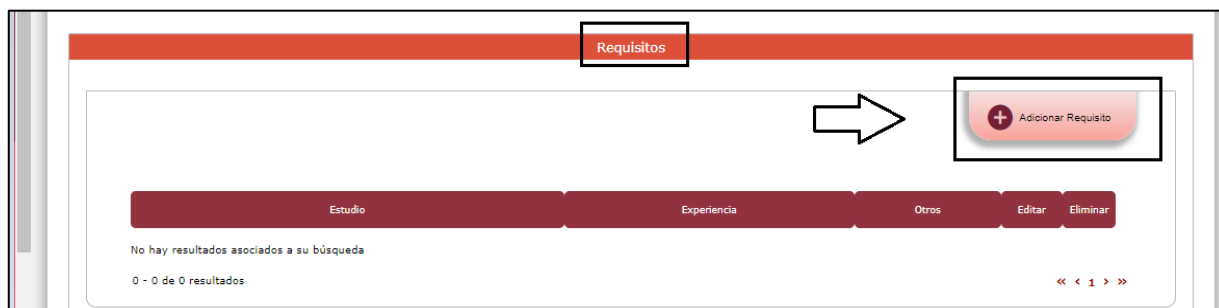 Requisitos
Adicionar Requisito
Estudio Experiencia Otros Editar Eliminar
No hay resultados asociados a su búsqueda
0 - 0 de 0 resultados « ‹ 1 › »